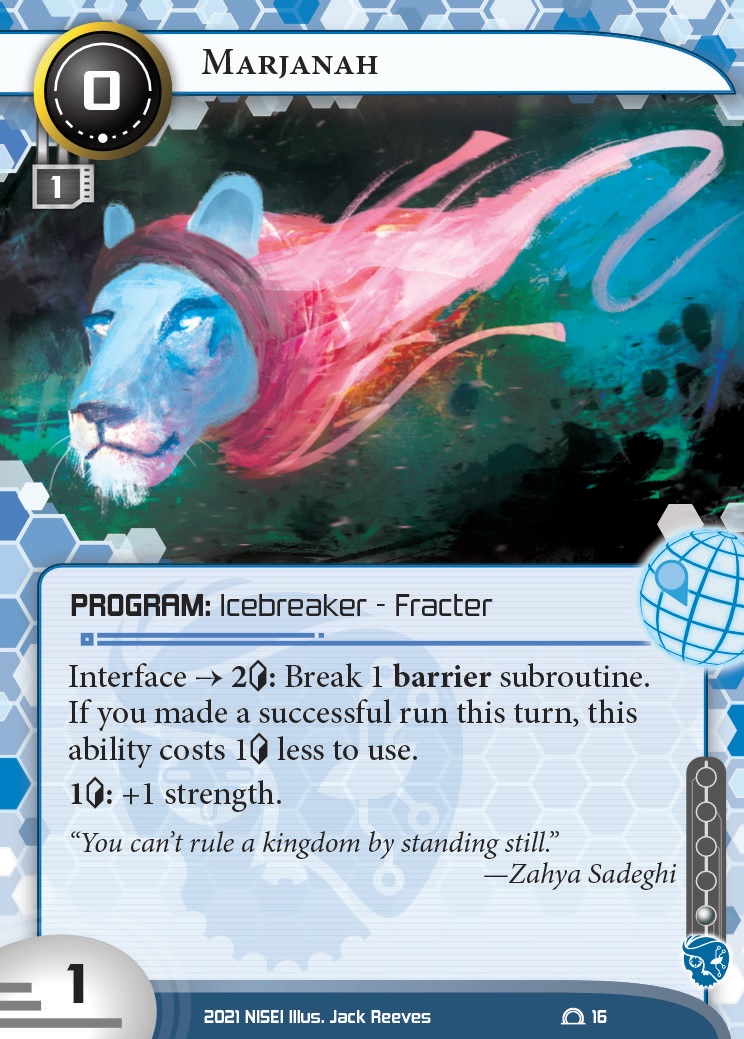 0
Marjanah
1
PROGRAM: Icebreaker - Fracter
Interface → 2: Break 1 barrier subroutine.
If you made a successful run this turn, this
ability costs 1 less to use.
1: +1 strength.
“You can’t rule a kingdom by standing still.”
—Zahya Sadeghi
1
2021 NISEI Illus. Jack Reeves
16